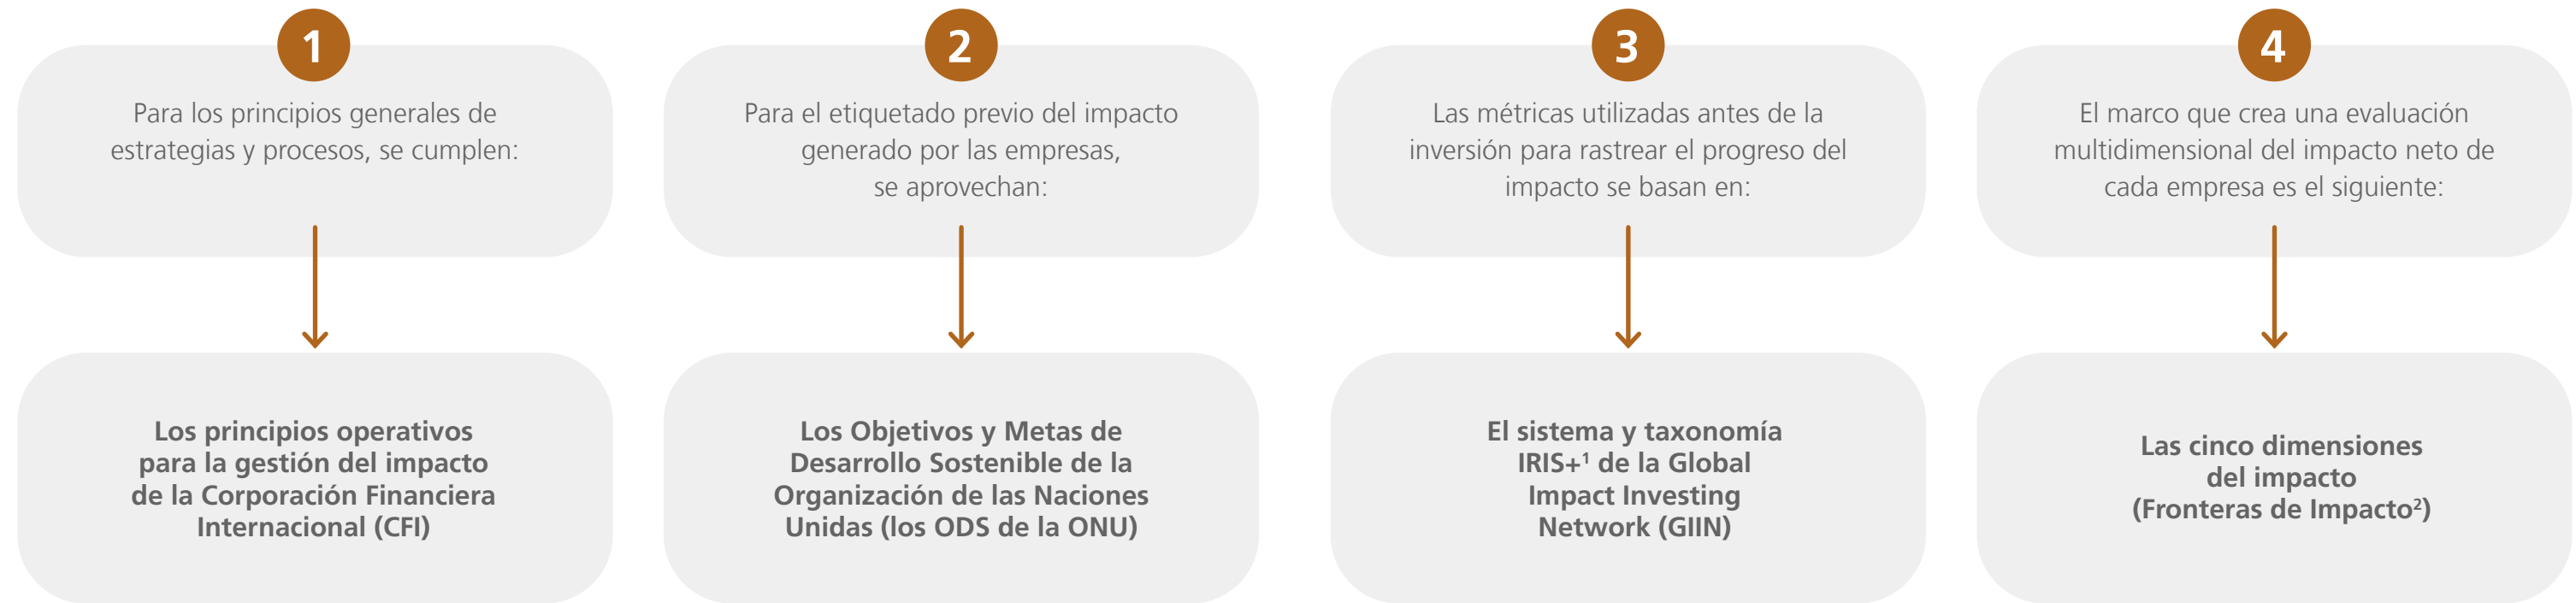 1
Para los principios generales de
estrategias y procesos, se cumplen:
Los principios operativos
para la gestión del impacto
de la Corporación Financiera
Internacional (CFI)
2
Para el etiquetado previo del impacto
generado por las empresas,
se aprovechan:
Los Objetivos y Metas de
Desarrollo Sostenible de la
Organización de las Naciones
Unidas (los ODS de la ONU)
3
Las métricas utilizadas antes de la
inversión para rastrear el progreso del
impacto se basan en:
El sistema y taxonomía
IRIS+¹ de la Global
Impact Investing
Network (GIIN)
4
El marco que crea una evaluación
multidimensional del impacto neto de
cada empresa es el siguiente:
Las cinco dimensiones
del impacto
(Fronteras de Impacto²)